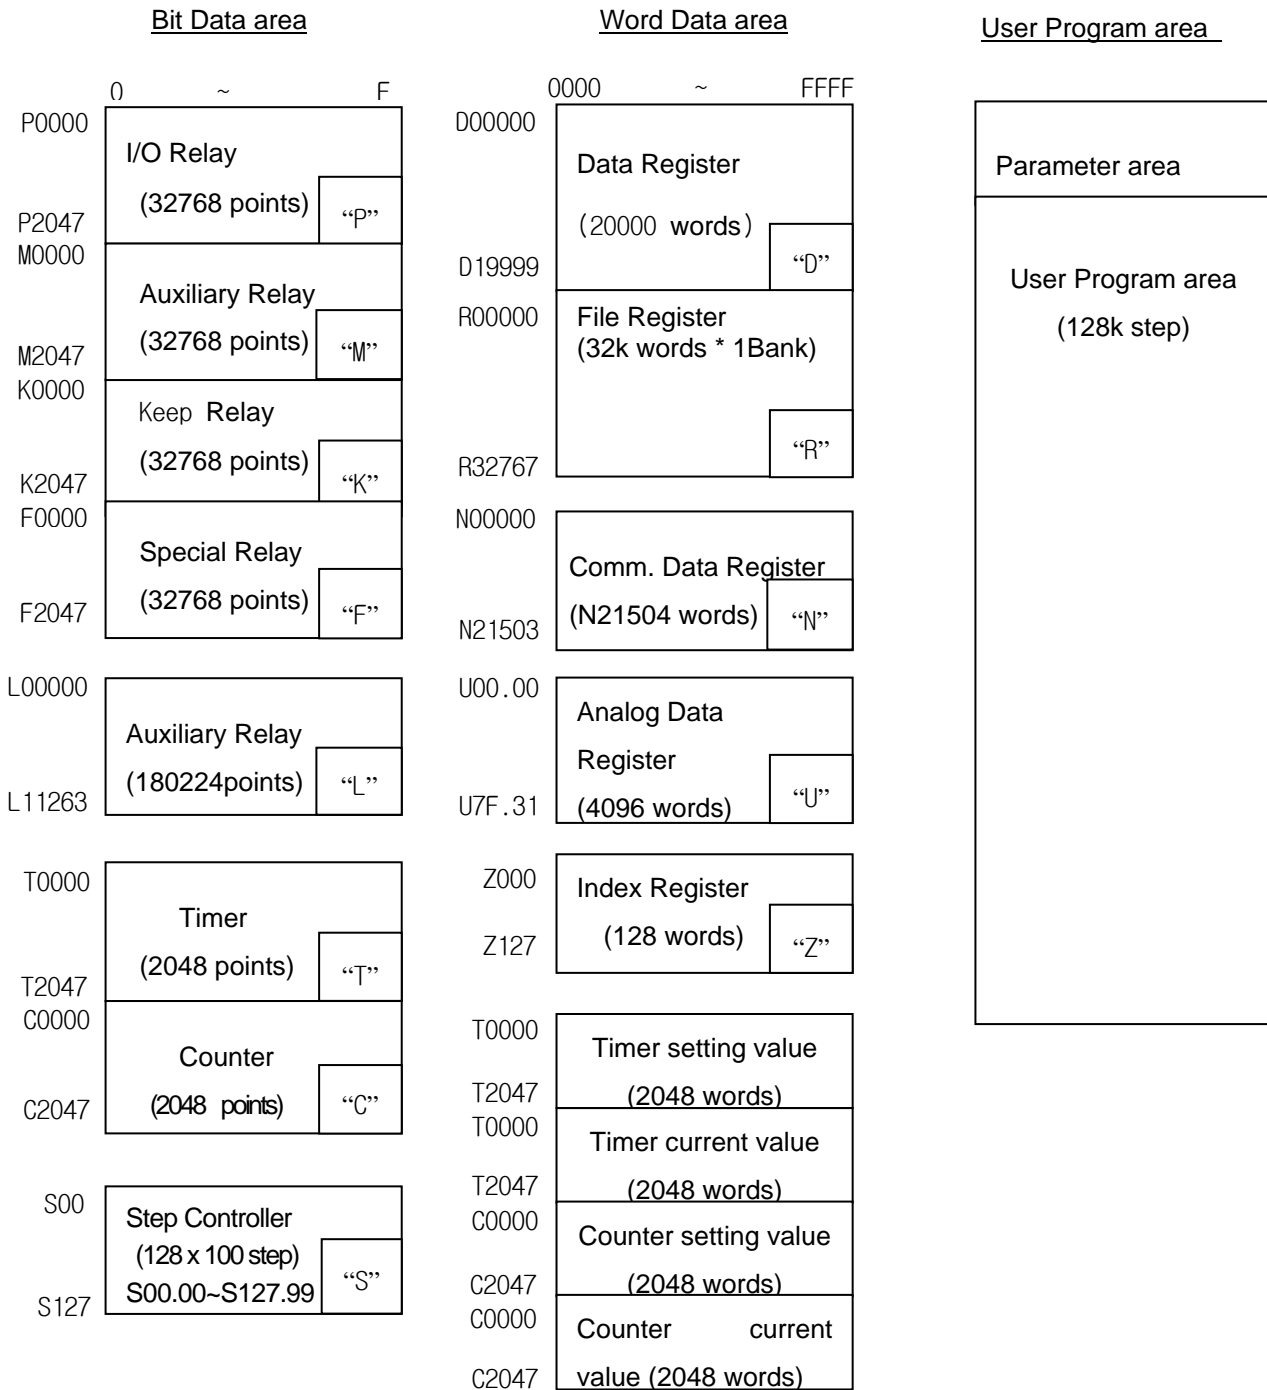 Bit Data area
0 ~ F
P0000
I/O Relay
(32768 points)
“P”
P2047
M0000
Auxiliary Relay
(32768 points)
“M”
M2047
K0000
Keep Relay
(32768 points)
“K”
K2047
F0000
Special Relay
(32768 points)
“F”
F2047
L00000
Auxiliary Relay
(180224points)
“L”
L11263
T0000
Timer
(2048 points)
“T”
T2047
C0000
Counter
(2048 points)
“C”
C2047
S00
Step Controller
(128 x 100 step)
S00.00~S127.99
“S”
S127
Word Data area
0000 ~ FFFF
D00000
Data Register
(20000 words)
“D”
D19999
R00000
File Register
(32k words * 1Bank)
“R”
R32767
N00000
Comm. Data Register
(N21504 words)
“N”
N21503
U00.00
Analog Data
Register
(4096 words)
“U”
U7F.31
Z000
Index Register
(128 words)
“Z”
Z127
T0000
Timer setting value
T2047
(2048 words)
T0000
Timer current value
T2047
(2048 words)
C0000
Counter setting value
C2047
(2048 words)
C0000
Counter current
C2047
value (2048 words)
User Program area
Parameter area
User Program area
(128k step)